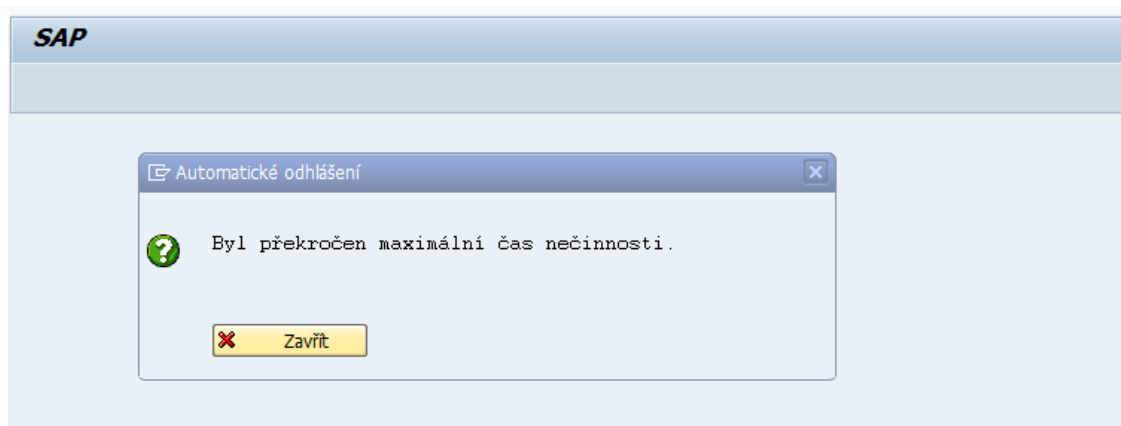 SAP
Automatické odhlášení
Byl překročen maximální čas nečinnosti.
Zavřít